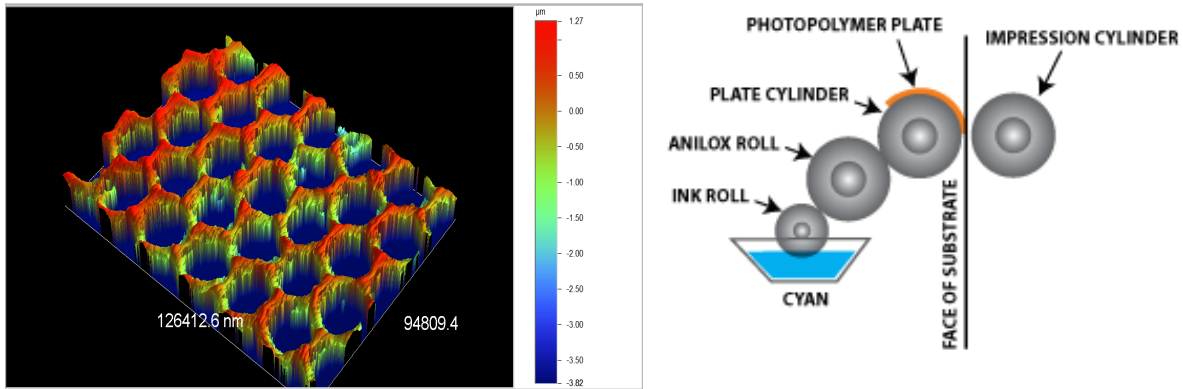 µm
1.27
0.50
0.00
-0.50
-1.00
-1.50
-2.00
-2.50
-3.00
-3.50
-3.82
126412.6 nm
94809.4
PHOTOPOLYMER PLATE
IMPRESSION CYLINDER
PLATE CYLINDER
ANILOX ROLL
INK ROLL
CYAN
FACE OF SUBSTRATE